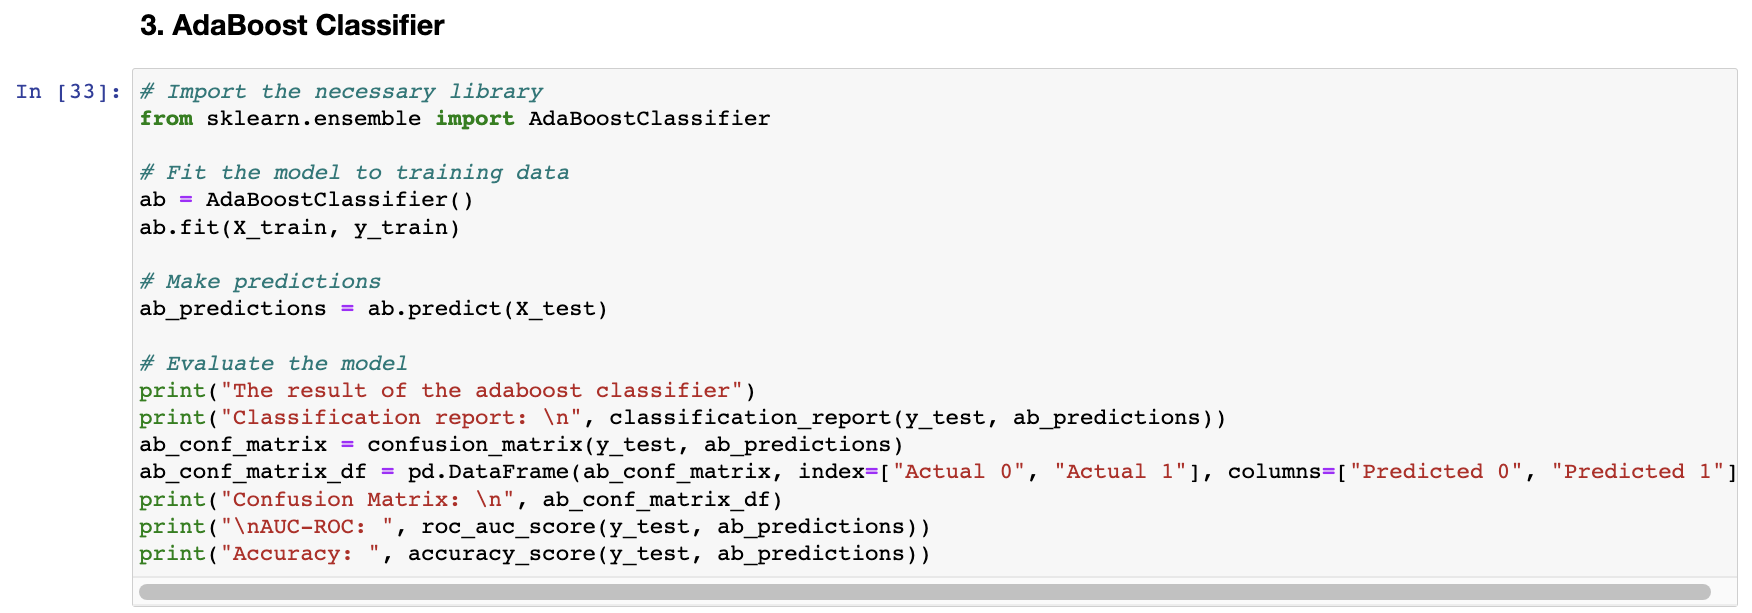 3. AdaBoost Classifier
In [33]:
# Import the necessary library
from sklearn.ensemble import AdaBoostClassifier
# Fit the model to training data
ab = AdaBoostClassifier()
ab.fit(X_train, y_train)
# Make predictions
ab_predictions = ab.predict(X_test)
# Evaluate the model
print("The result of the adaboost classifier")
print("Classification report: \n", classification_report(y_test, ab_predictions))
ab_conf_matrix = confusion_matrix(y_test, ab_predictions)
ab_conf_matrix_df = pd.DataFrame(ab_conf_matrix, index=["Actual 0", "Actual 1"], columns=["Predicted 0", "Predicted 1"]
print("Confusion Matrix: \n", ab_conf_matrix_df)
print("\nAUC-ROC: ", roc_auc_score(y_test, ab_predictions))
print("Accuracy: ", accuracy_score(y_test, ab_predictions))